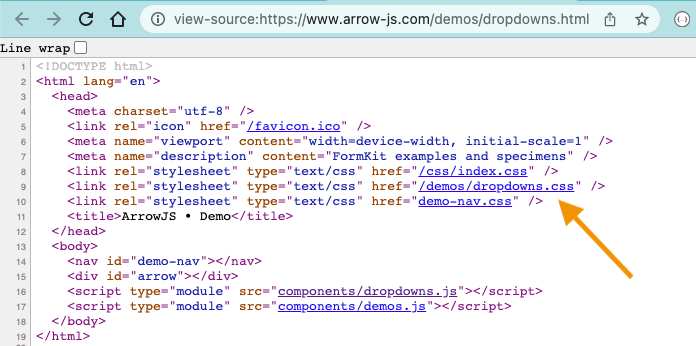 view-source:https://www.arrow-js.com/demos/dropdowns.html
Line wrap
1 <!DOCTYPE html>
2 <html lang="en">
3 <head>
4 <meta charset="utf-8" />
5 <link rel="icon" href="/favicon.ico" />
6 <meta name="viewport" content="width=device-width, initial-scale=1" />
7 <meta name="description" content="FormKit examples and specimens" />
8 <link rel="stylesheet" type="text/css" href="/css/index.css" />
9 <link rel="stylesheet" type="text/css" href="/demos/dropdowns.css" />
10 <link rel="stylesheet" type="text/css" href="demo-nav.css" />
11 <title>ArrowJS • Demo</title>
12 </head>
13 <body>
14 <nav id="demo-nav"></nav>
15 <div id="arrow"></div>
16 <script type="module" src="components/dropdowns.js"></script>
17 <script type="module" src="components/demos.js"></script>
18 </body>
19 </html>